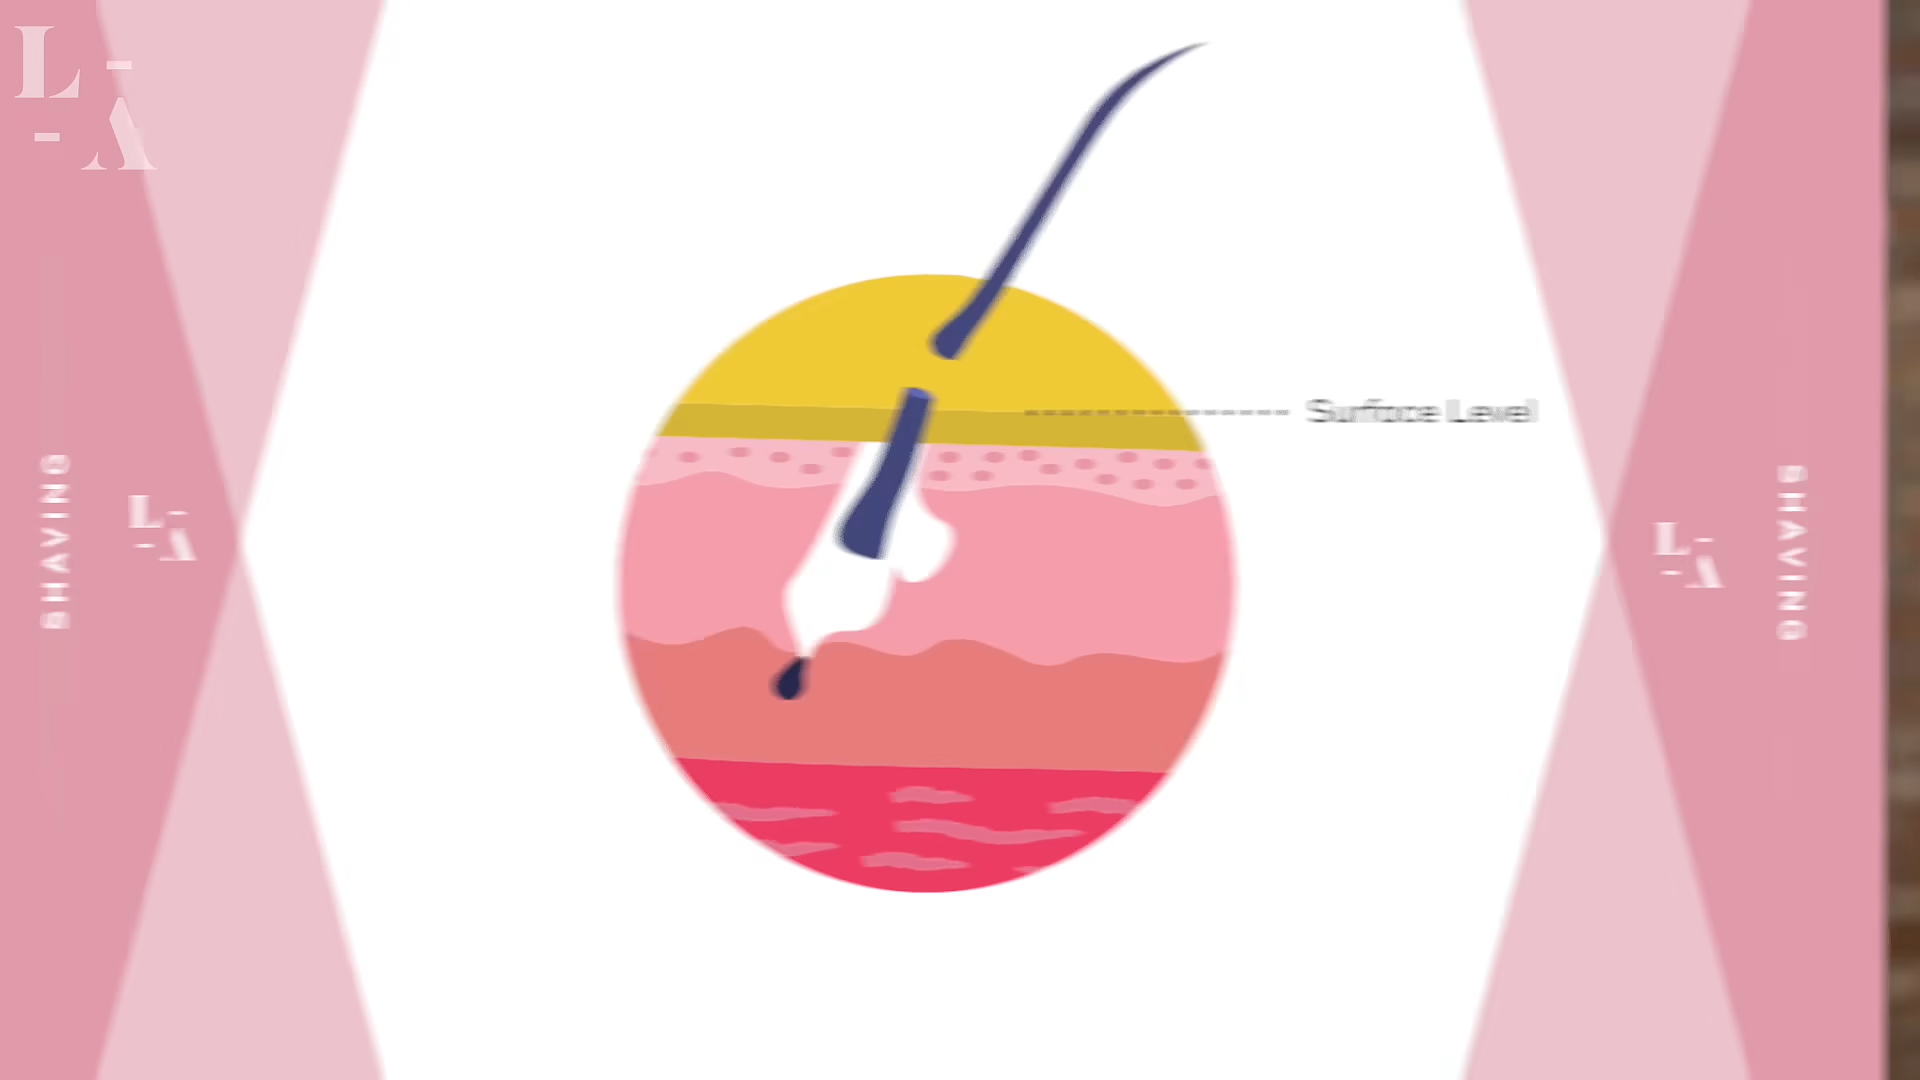 L-
-A
SHAVING
L-
-A
Surface Level
L-
-A
SHAVING